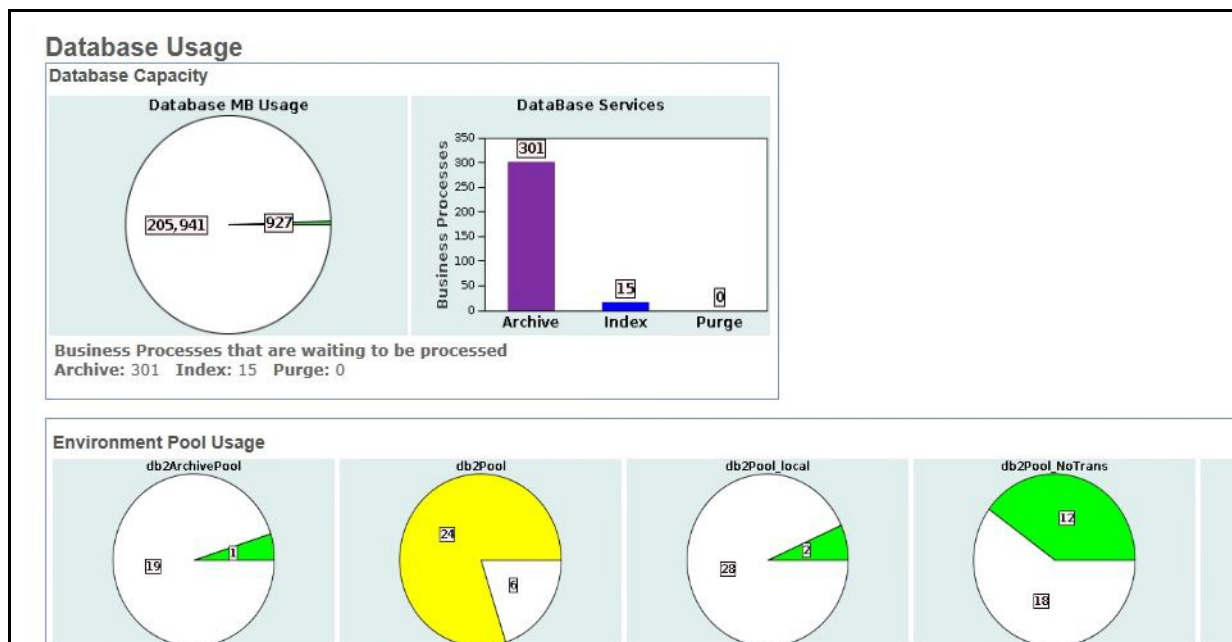 Database Usage
Database Capacity
Database MB Usage
205,941
927
DataBase Services
Business Processes
350
300
250
200
150
100
50
0
301
15
0
Archive Index Purge
Business Processes that are waiting to be processed
Archive: 301 Index: 15 Purge: 0
Environment Pool Usage
db2ArchivePool
19
1
db2Pool
24
6
db2Pool_local
28
2
db2Pool_NoTrans
12
18